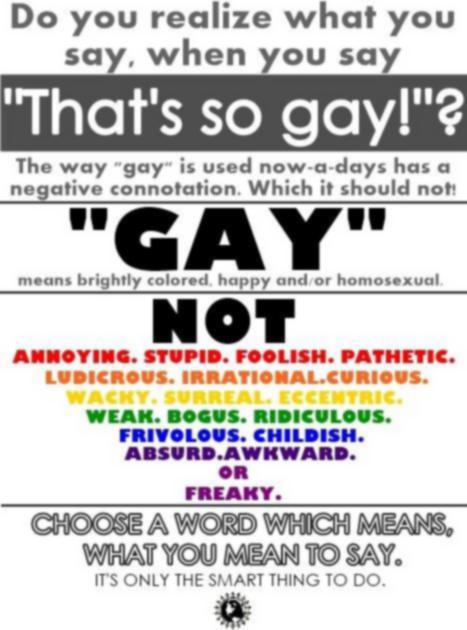 Do you realize what you
say, when you say
"That's so gay!"?
The way "gay" is used now-a-days has a
negative connotation. Which it should not!
"GAY"
means brightly colored, happy and/or homosexual.
NOT
ANNOYING. STUPID. FOOLISH. PATHETIC.
LUDICROUS. IRRATIONAL.CURIOUS.
WACKY. SURREAL. ECCENTRIC.
WEAK. BOGUS. RIDICULOUS.
FRIVOLOUS. CHILDISH.
ABSURD.AWKWARD.
OR
FREAKY.
CHOOSE A WORD WHICH MEANS,
WHAT YOU MEAN TO SAY.
IT'S ONLY THE SMART THING TO DO.